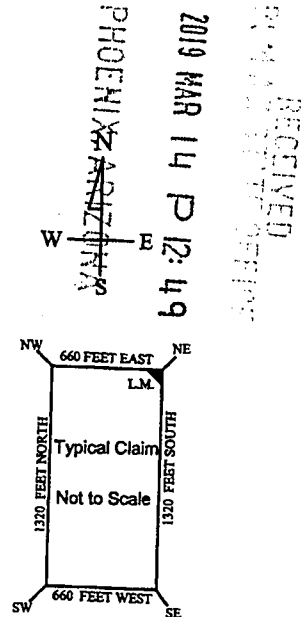 RECEIVED
2019 MAR 14 P 12:49
PHOENIX ARIZONA
N
W E
S
NW NE
660 FEET EAST
L.M.
1320 FEET NORTH
Typical Claim
Not to Scale
1320 FEET SOUTH
660 FEET WEST
SW SE